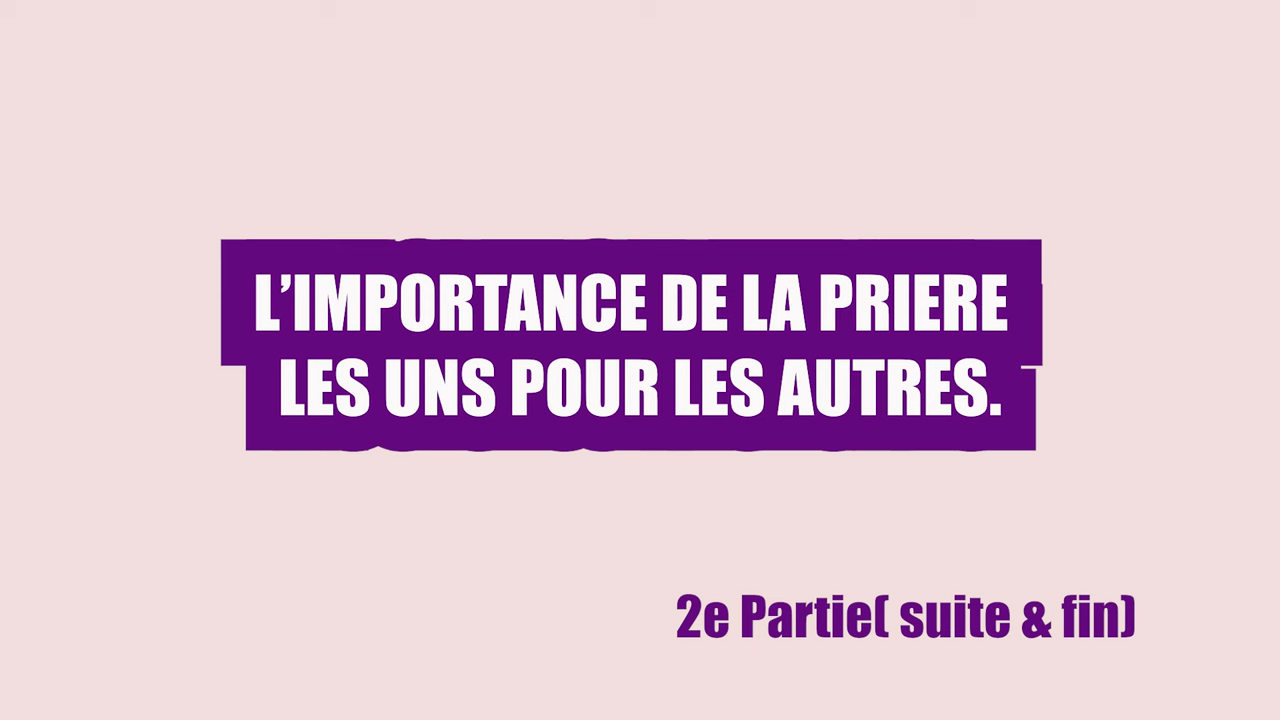 L’IMPORTANCE DE LA PRIERE
LES UNS POUR LES AUTRES.
2e Partie( suite & fin)